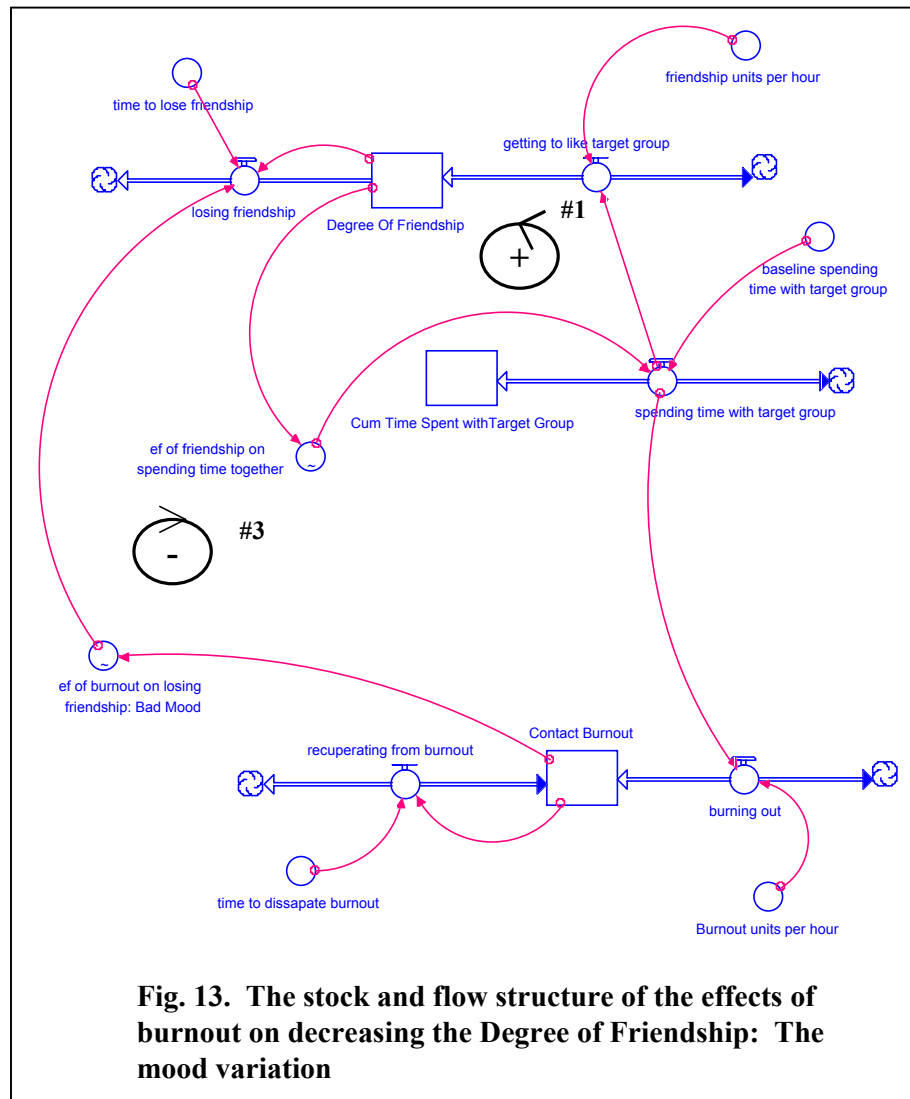 friendship units per hour
time to lose friendship
getting to like target group
losing friendship
Degree Of Friendship
#1
+
baseline spending
time with target group
Cum Time Spent withTarget Group
spending time with target group
ef of friendship on
spending time together
~
#3
-
~
ef of burnout on losing
friendship: Bad Mood
Contact Burnout
recuperating from burnout
burning out
time to dissapate burnout
Burnout units per hour
Fig. 13. The stock and flow structure of the effects of
burnout on decreasing the Degree of Friendship: The
mood variation